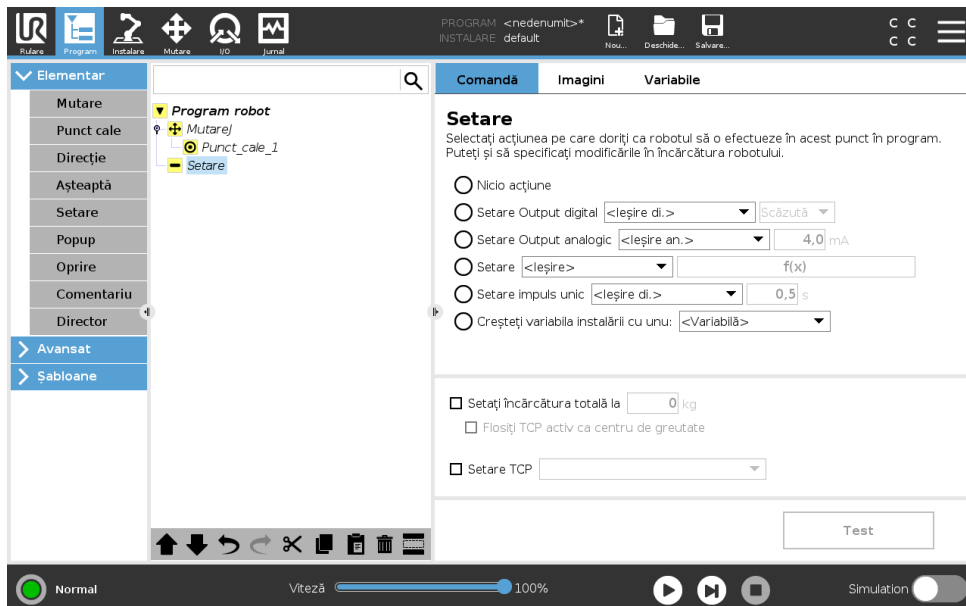 PROGRAM <nedenumit>*
INSTALARE default
Rulare
Program
Instalare
Mutare
I/O
Jurnal
Nou...
Deschide...
Salvare...
C C
C C
Elementar
Mutare
Punct cale
Direcție
Așteaptă
Setare
Popup
Oprire
Comentariu
Director
Avansat
Șabloane
Program robot
MutareJ
Punct_cale_1
Setare
Comandă
Imagini
Variabile
Setare
Selectați acțiunea pe care doriți ca robotul să o efectueze în acest punct în program.
Puteți și să specificați modificările în încărcătura robotului.
Nicio acțiune
Setare Output digital <Ieșire di.> Scăzută
Setare Output analogic <Ieșire an.> 4,0 mA
Setare <Ieșire> f(x)
Setare impuls unic <Ieșire di.> 0,5 s
Creșteți variabila instalării cu unu: <Variabilă>
Setați încărcătura totală la 0 kg
Flosiți TCP activ ca centru de greutate
Setare TCP
Test
Normal
Viteză 100%
Simulation